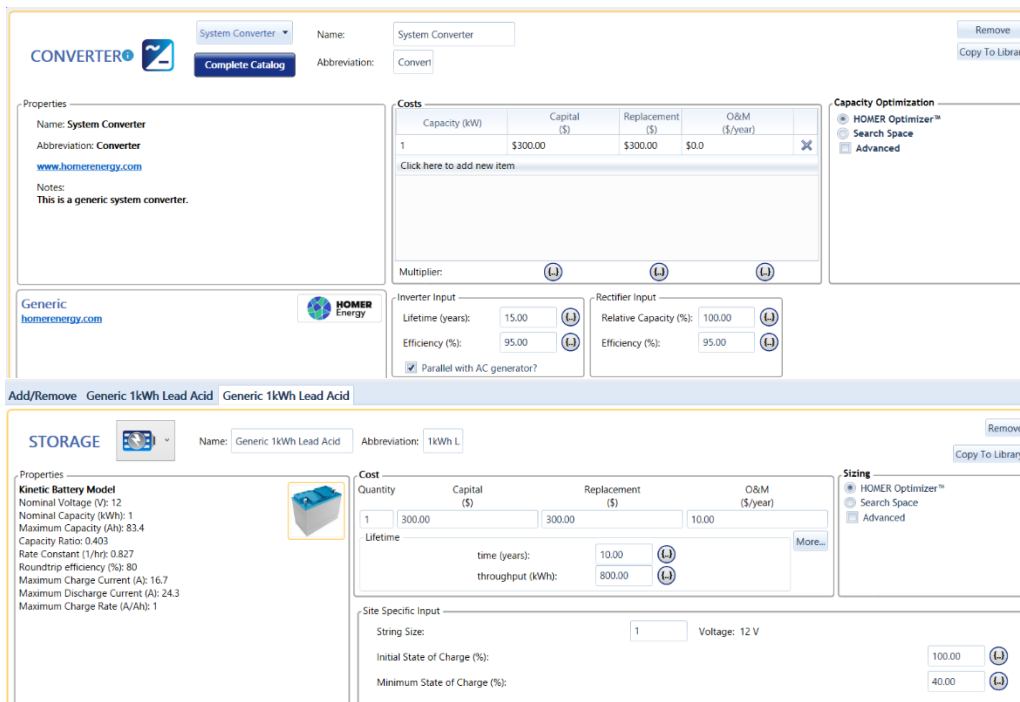 CONVERTER
System Converter
Complete Catalog
Name:
System Converter
Abbreviation:
Convert
Remove
Copy To Librar
Properties
Name: System Converter
Abbreviation: Converter
www.homerenergy.com
Notes:
This is a generic system converter.
Costs
Capacity (kW)
Capital
($)
Replacement
($)
O&M
($/year)
1
$300.00
$300.00
$0.0
Click here to add new item
Multiplier:
(..)
(..)
(..)
Capacity Optimization
HOMER Optimizer™
Search Space
Advanced
Generic
homerenergy.com
HOMER
Energy
Inverter Input
Lifetime (years):
15.00
(..)
Efficiency (%):
95.00
(..)
Parallel with AC generator?
Rectifier Input
Relative Capacity (%):
100.00
(..)
Efficiency (%):
95.00
(..)
Add/Remove
Generic 1kWh Lead Acid
Generic 1kWh Lead Acid
STORAGE
Name:
Generic 1kWh Lead Acid
Abbreviation:
1kWh L
Remove
Copy To Library
Properties
Kinetic Battery Model
Nominal Voltage (V): 12
Nominal Capacity (kWh): 1
Maximum Capacity (Ah): 83.4
Capacity Ratio: 0.403
Rate Constant (1/hr): 0.827
Roundtrip efficiency (%): 80
Maximum Charge Current (A): 16.7
Maximum Discharge Current (A): 24.3
Maximum Charge Rate (A/Ah): 1
Cost
Quantity
Capital
($)
Replacement
($)
O&M
($/year)
1
300.00
300.00
10.00
Lifetime
time (years):
10.00
(..)
throughput (kWh):
800.00
(..)
More...
Sizing
HOMER Optimizer™
Search Space
Advanced
Site Specific Input
String Size:
1
Voltage: 12 V
Initial State of Charge (%):
100.00
(..)
Minimum State of Charge (%):
40.00
(..)